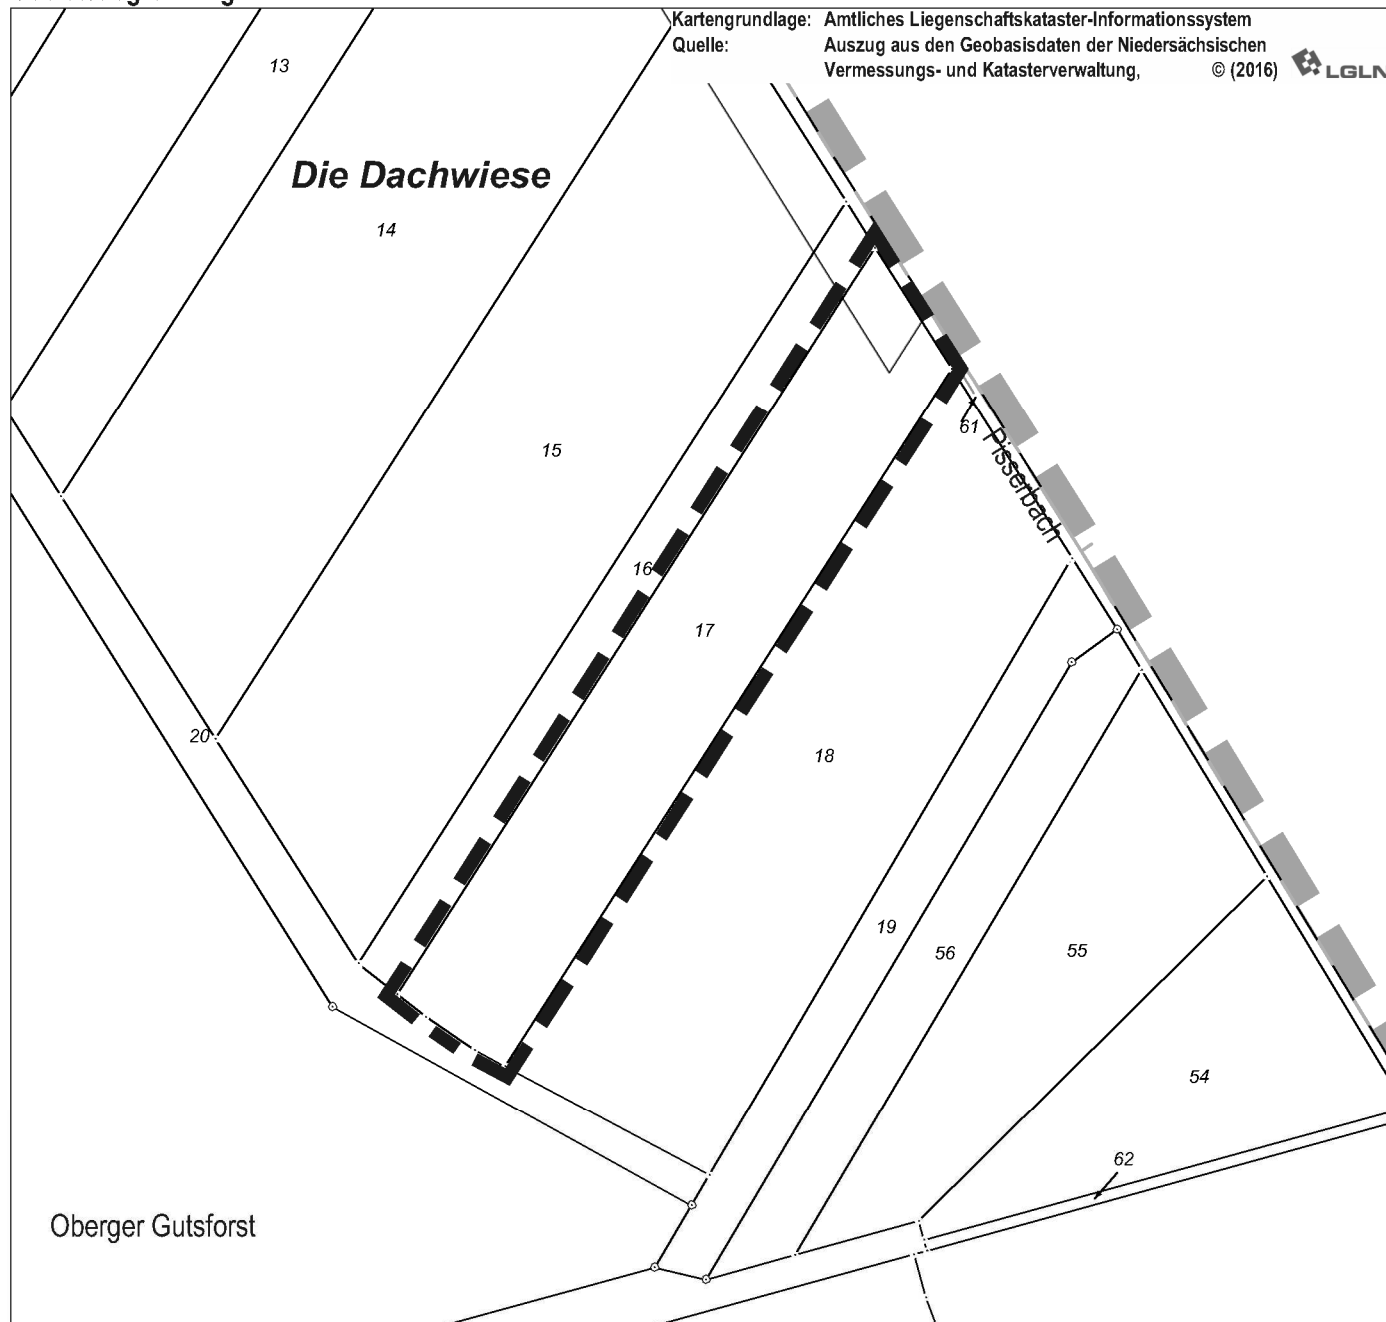 Kartengrundlage: Amtliches Liegenschaftskataster-Informationssystem
Quelle: Auszug aus den Geobasisdaten der Niedersächsischen
Vermessungs- und Katasterverwaltung, © (2016) LGLN
13
Die Dachwiese
14
61
Pisserbach
15
16
17
20
18
19
56
55
54
62
Oberger Gutsforst